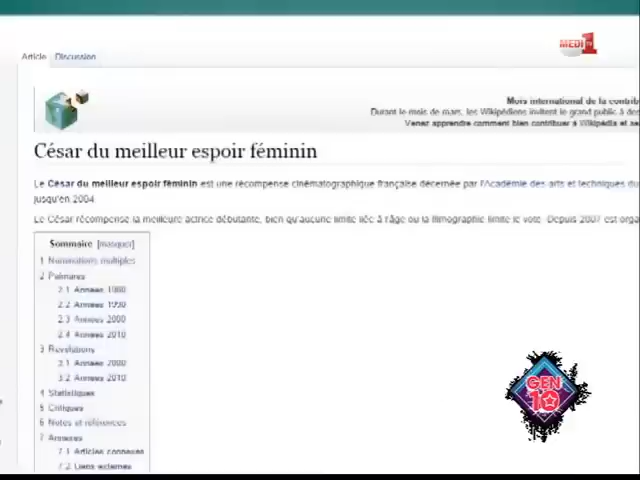 MEDI 1
Article Discussion
Mois international de la contrib
Durant le mois de mars, les Wikipédiens invitent le grand public à des
Venez apprendre comment bien contribuer à Wikipédia et se
César du meilleur espoir féminin
Le César du meilleur espoir féminin est une récompense cinématographique française décernée par l'Académie des arts et techniques du
jusqu'en 2004.
Le César récompense la meilleure actrice débutante, bien qu'aucune limite liée à l'âge ou la filmographie limite le vote. Depuis 2007 est orga
Sommaire [masquer]
1 Nominations multiples
2 Palmarès
2.1 Années 1980
2.2 Années 1990
2.3 Années 2000
2.4 Années 2010
3 Révélations
3.1 Années 2000
3.2 Années 2010
4 Statistiques
5 Critiques
6 Notes et références
7 Annexes
7.1 Articles connexes
7.2 Liens externes
GEN
10